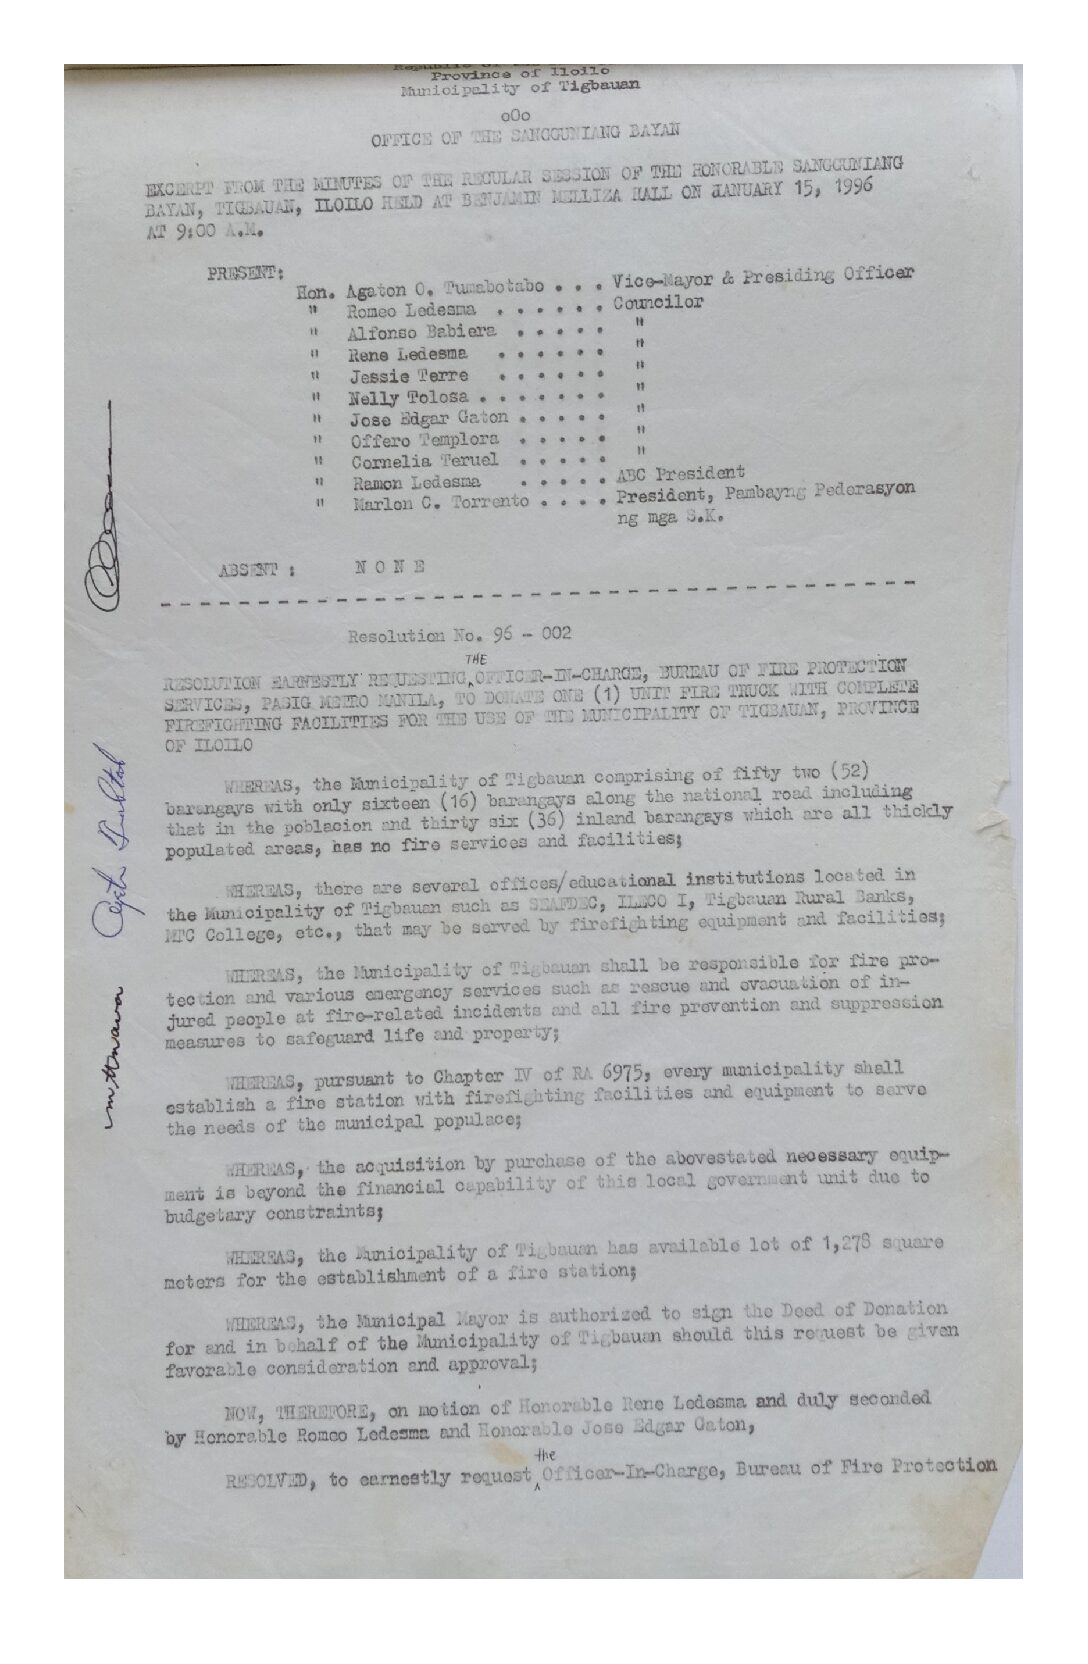 Province of Iloilo
Municipality of Tigbauan
oOo
OFFICE OF THE SANGGUNIANG BAYAN
EXCERPT FROM THE MINUTES OF THE REGULAR SESSION OF THE HONORABLE SANGGUNIANG
BAYAN, TIGBAUAN, ILOILO HELD AT BENJAMIN MELLIZA HALL ON JANUARY 15, 1996
AT 9:00 A.M.
PRESENT:
Hon. Agaton O. Tumabotabo . . . Vice-Mayor & Presiding Officer
" Romeo Ledesma . . . . . . Councilor
" Alfonso Babiera . . . . . "
" Rene Ledesma . . . . . . "
" Jessie Terre . . . . . . "
" Nelly Tolosa . . . . . . . "
" Jose Edgar Gaton . . . . . "
" Offero Templora . . . . . "
" Cornelia Teruel . . . . . "
" Ramon Ledesma . . . . . ABC President
" Marlon C. Torrento . . . . President, Pambayng Pederasyon
ng mga S.K.
ABSENT : N O N E
Resolution No. 96 - 002
THE
RESOLUTION EARNESTLY REQUESTING OFFICER-IN-CHARGE, BUREAU OF FIRE PROTECTION
SERVICES, PASIG METRO MANILA, TO DONATE ONE (1) UNIT FIRE TRUCK WITH COMPLETE
FIREFIGHTING FACILITIES FOR THE USE OF THE MUNICIPALITY OF TIGBAUAN, PROVINCE
OF ILOILO
WHEREAS, the Municipality of Tigbauan comprising of fifty two (52)
barangays with only sixteen (16) barangays along the national road including
that in the poblacion and thirty six (36) inland barangays which are all thickly
populated areas, has no fire services and facilities;
WHEREAS, there are several offices/educational institutions located in
the Municipality of Tigbauan such as SEAFDEC, ILECO I, Tigbauan Rural Banks,
MTC College, etc., that may be served by firefighting equipment and facilities;
WHEREAS, the Municipality of Tigbauan shall be responsible for fire pro-
tection and various emergency services such as rescue and evacuation of in-
jured people at fire-related incidents and all fire prevention and suppression
measures to safeguard life and property;
WHEREAS, pursuant to Chapter IV of RA 6975, every municipality shall
establish a fire station with firefighting facilities and equipment to serve
the needs of the municipal populace;
WHEREAS, the acquisition by purchase of the abovestated necessary equip-
ment is beyond the financial capability of this local government unit due to
budgetary constraints;
WHEREAS, the Municipality of Tigbauan has available lot of 1,278 square
meters for the establishment of a fire station;
WHEREAS, the Municipal Mayor is authorized to sign the Deed of Donation
for and in behalf of the Municipality of Tigbauan should this request be given
favorable consideration and approval;
NOW, THEREFORE, on motion of Honorable Rene Ledesma and duly seconded
by Honorable Romeo Ledesma and Honorable Jose Edgar Gaton,
the
RESOLVED, to earnestly request Officer-In-Charge, Bureau of Fire Protection